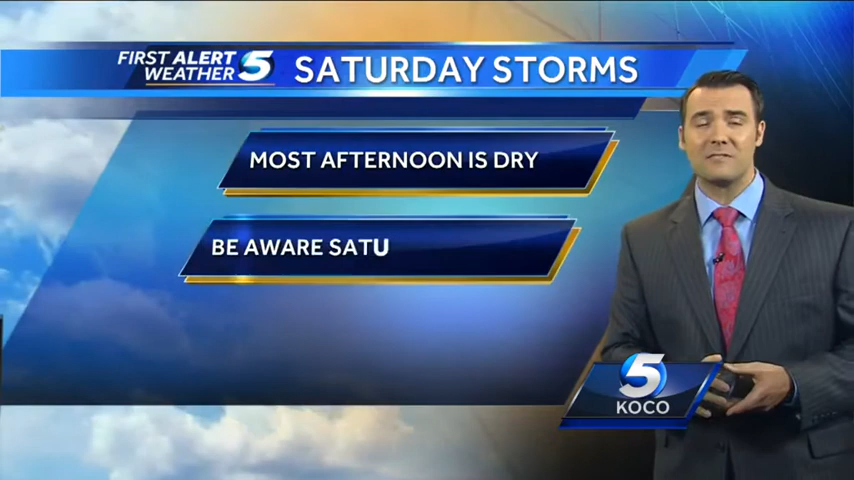 FIRST ALERT
WEATHER 5
SATURDAY STORMS
MOST AFTERNOON IS DRY
BE AWARE SATU
5
KOCO